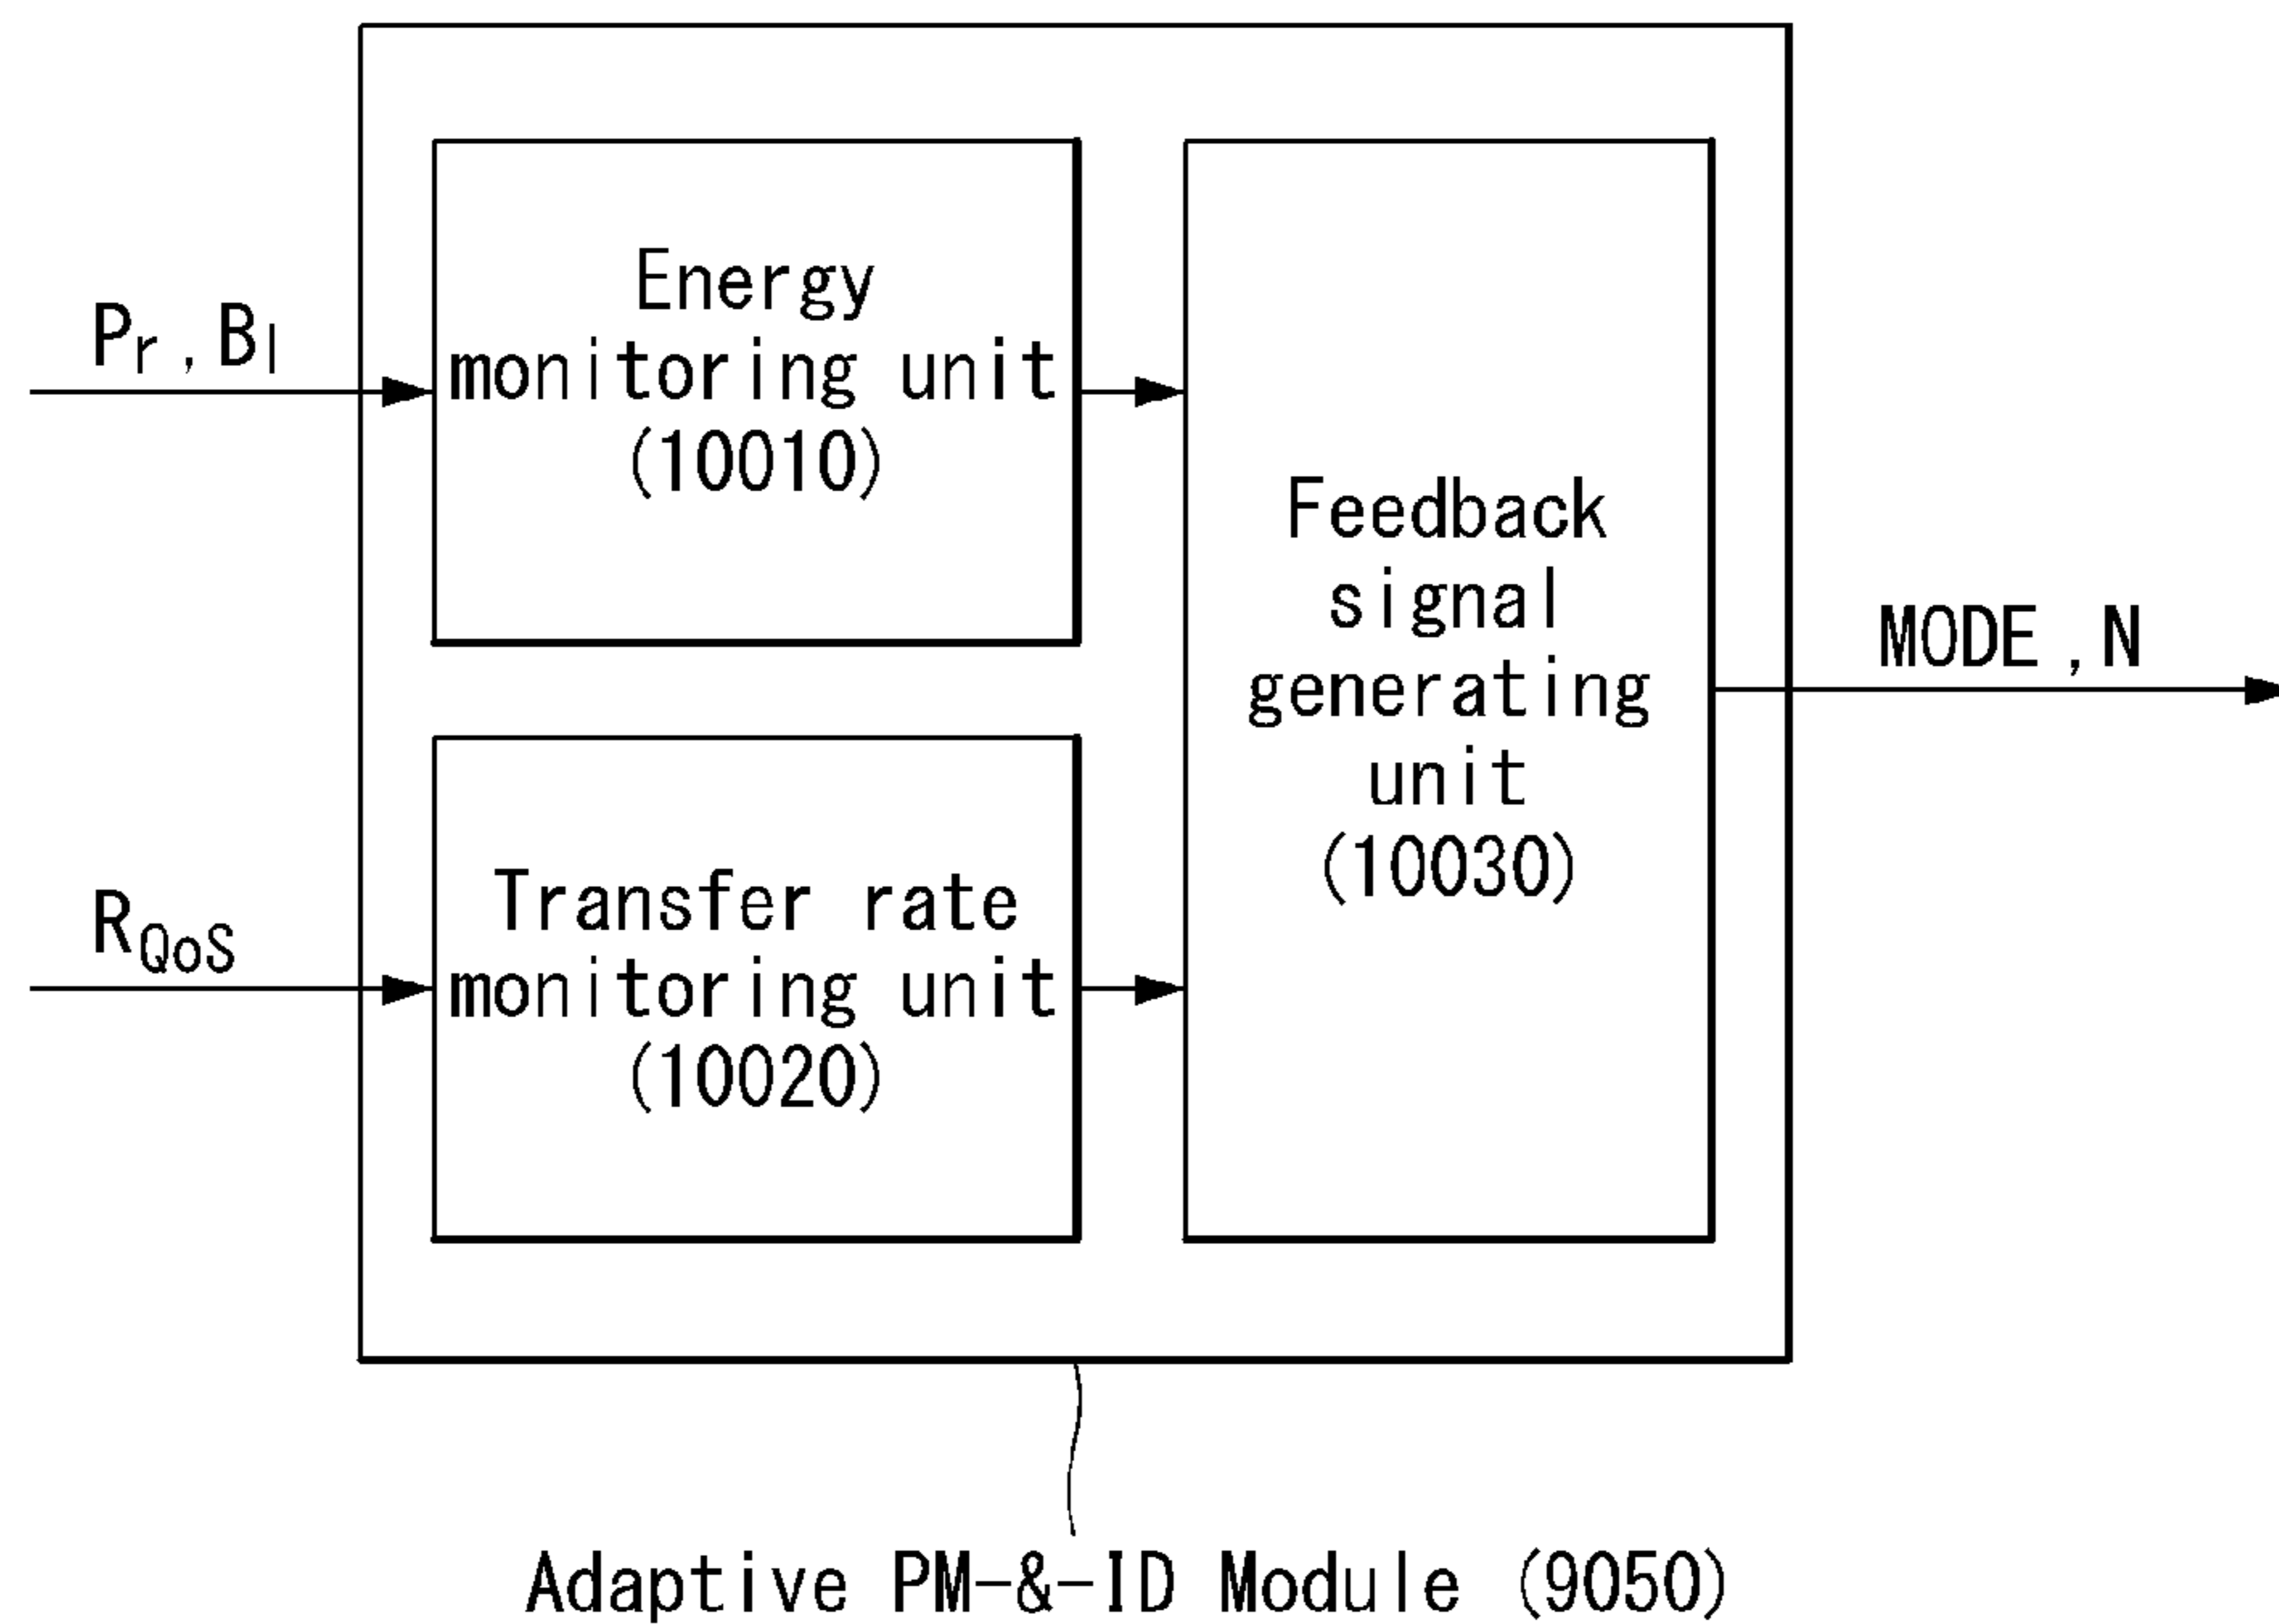 Pr,Bl
Energy
monitoring unit
(10010)
Feedback
signal
generating
unit
(10030)
MODE,N
RQoS
Transfer rate
monitoring unit
(10020)
Adaptive PM-&-ID Module (9050)